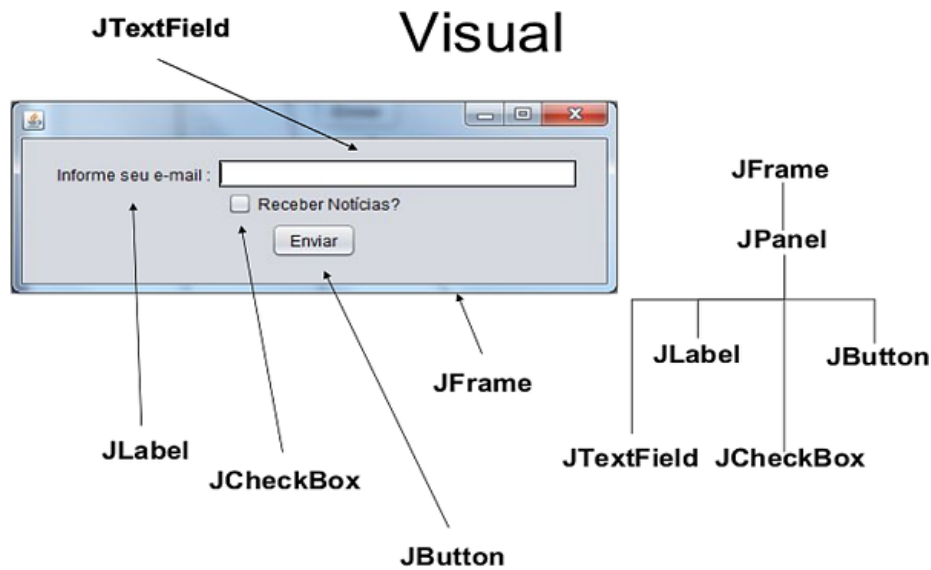 Visual
JTextField
Informe seu e-mail :
Receber Notícias?
Enviar
JFrame
JLabel
JCheckBox
JButton
JFrame
JPanel
JLabel
JButton
JTextField
JCheckBox